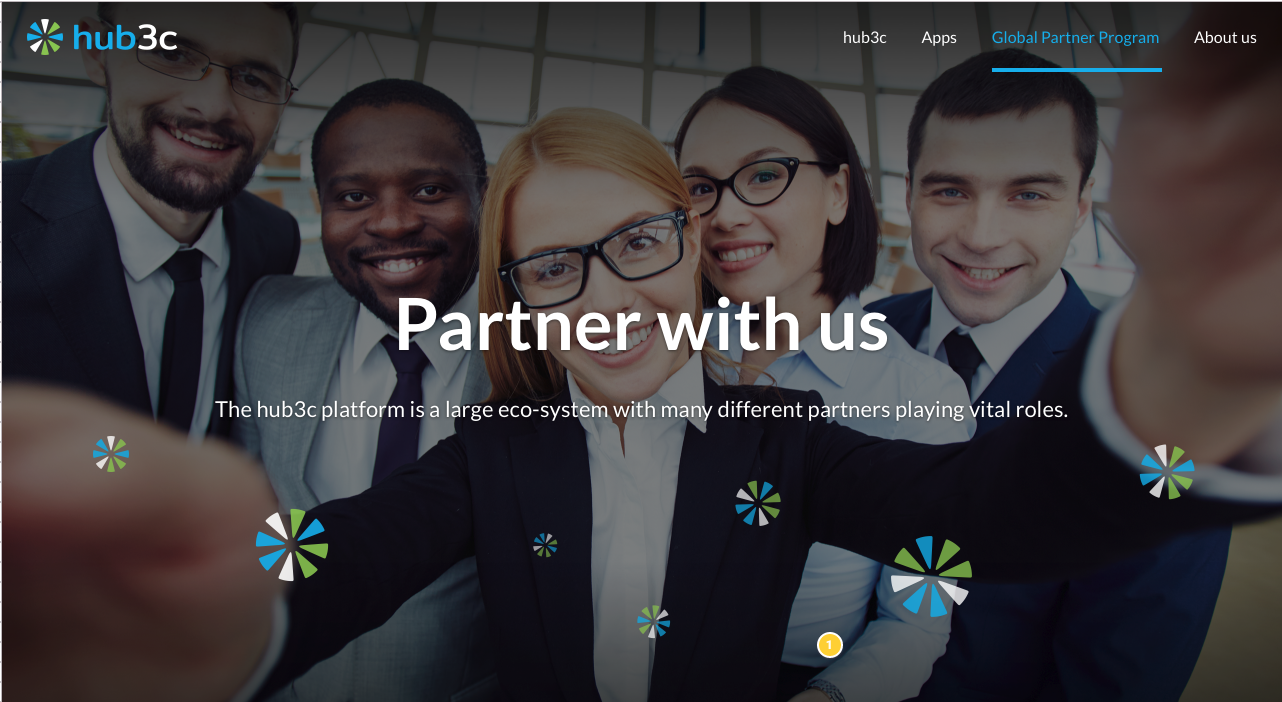 hub3c
hub3c Apps Global Partner Program About us
Partner with us
The hub3c platform is a large eco-system with many different partners playing vital roles.
1